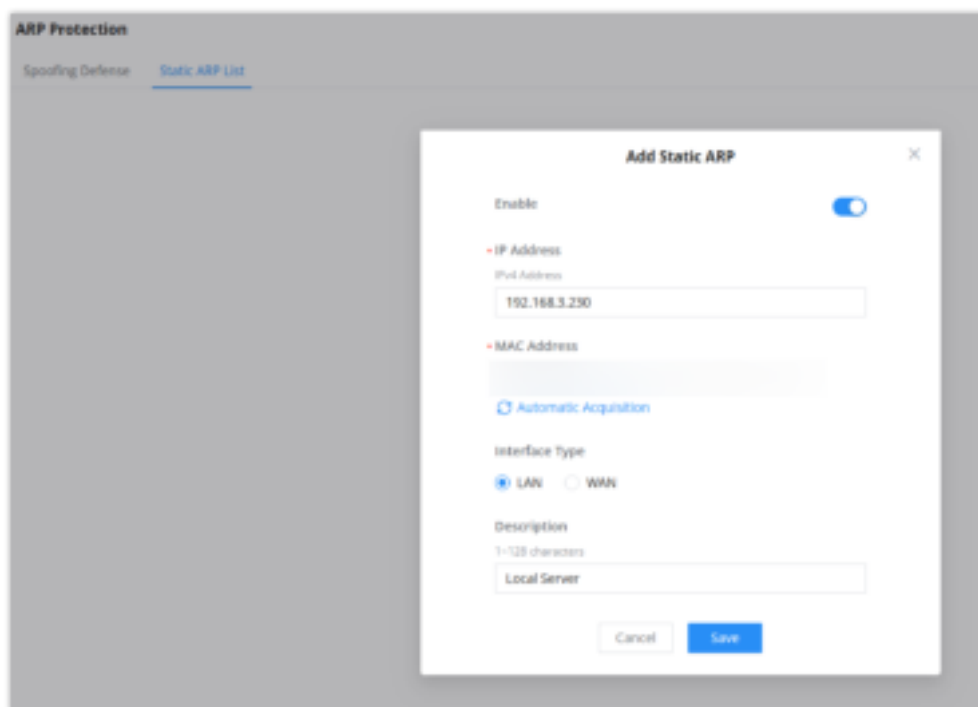 ARP Protection
Spoofing Defense Static ARP List
Add Static ARP
Enable
IP Address
IPv4 Address
192.168.3.230
MAC Address
Automatic Acquisition
Interface Type
LAN WAN
Description
1~128 characters
Local Server
Cancel Save